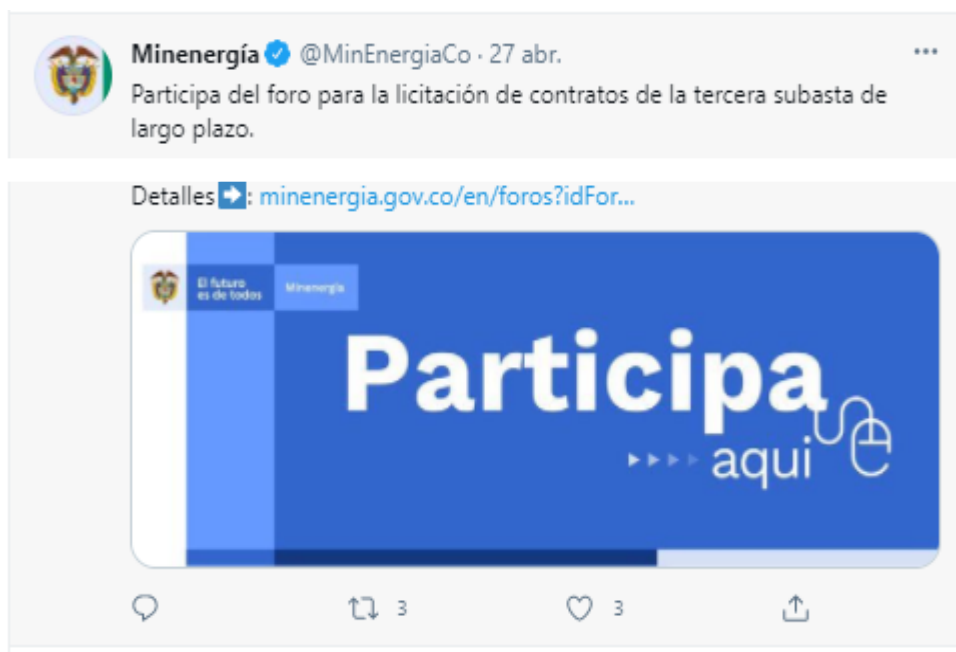 Minenergía @MinEnergiaCo · 27 abr.
Participa del foro para la licitación de contratos de la tercera subasta de
largo plazo.
Detalles➡: minenergia.gov.co/en/foros?idFor...
El futuro
es de todos
Minenergía
Participa
aqui
3
3